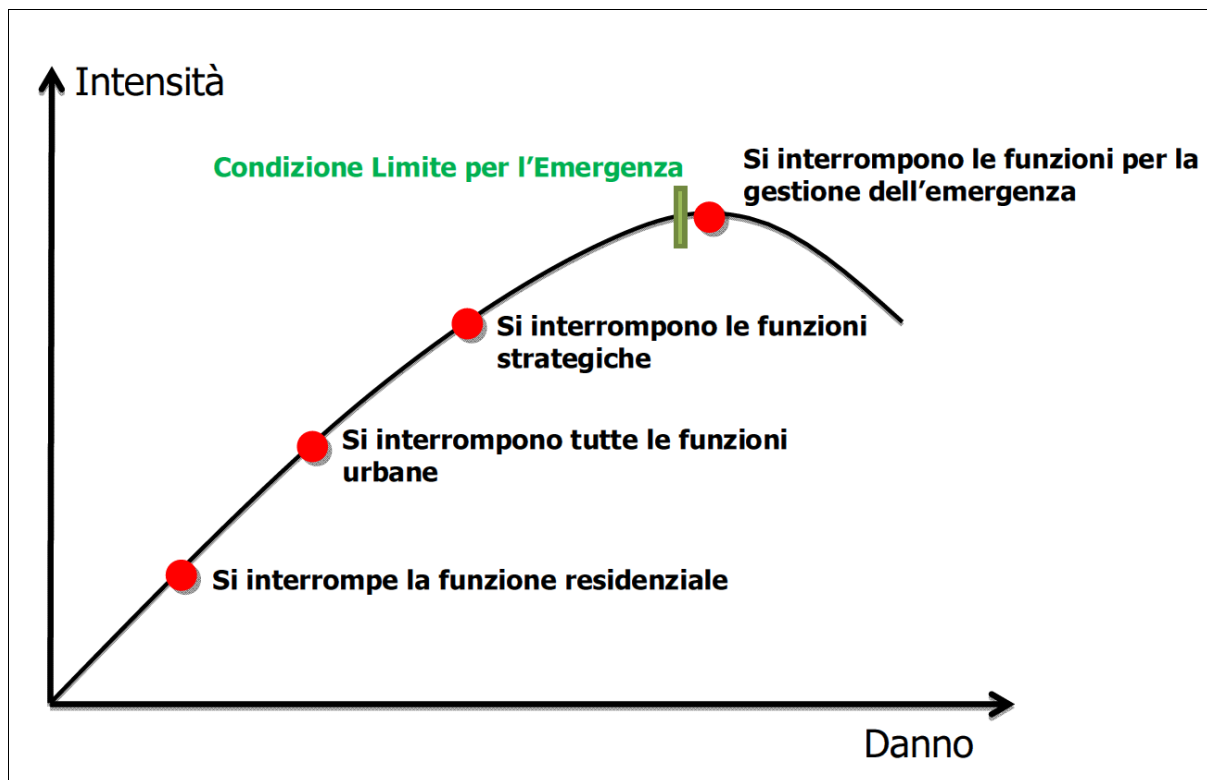 Intensità
Condizione Limite per l’Emergenza
Si interrompono le funzioni per la
gestione dell’emergenza
Si interrompono le funzioni
strategiche
Si interrompono tutte le funzioni
urbane
Si interrompe la funzione residenziale
Danno